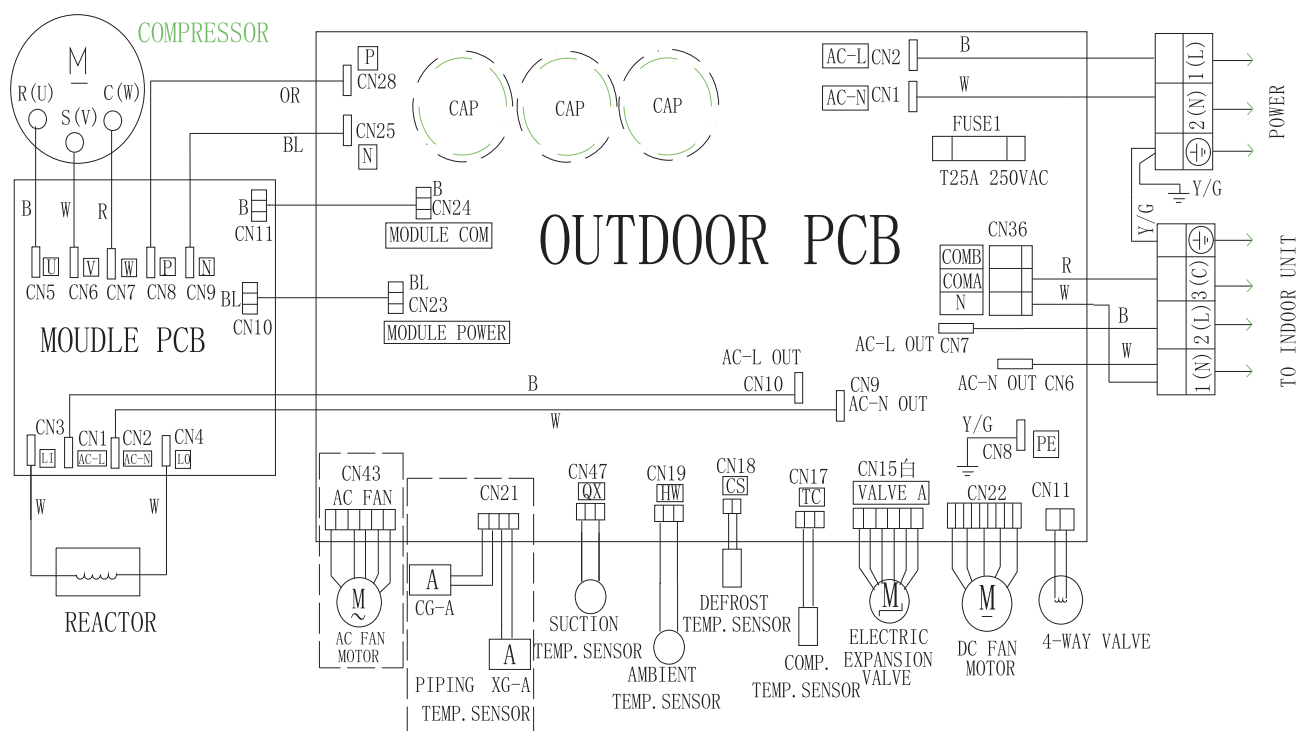 COMPRESSOR
M
R(U)
C(W)
S(V)
B
W
R
OR
BL
P
CN28
CN25
N
CAP
CAP
CAP
AC-L CN2
B
AC-N CN1
W
FUSE1
T25A 250VAC
1(L)
2(N)
POWER
Y/G
Y/G
B
CN11
B
CN24
MODULE COM
U
V
W
P
N
CN5
CN6
CN7
CN8
CN9
BL
CN10
BL
CN23
MODULE POWER
MOUDLE PCB
OUTDOOR PCB
CN36
COMB
COMA
N
R
W
3(C)
2(L)
1(N)
TO INDOOR UNIT
B
AC-L OUT CN7
W
AC-N OUT CN6
AC-L OUT
CN10
CN9
AC-N OUT
B
W
Y/G
CN8
PE
CN3
LI
CN1
AC-L
CN2
AC-N
CN4
LO
W
W
REACTOR
CN43
AC FAN
M
~
AC FAN
MOTOR
CN21
A
CG-A
A
PIPING XG-A
TEMP.SENSOR
CN47
QX
SUCTION
TEMP.SENSOR
CN19
HW
AMBIENT
TEMP.SENSOR
CN18
CS
DEFROST
TEMP.SENSOR
CN17
TC
COMP.
TEMP.SENSOR
CN15白
VALVE A
M
ELECTRIC
EXPANSION
VALVE
CN22
M
DC FAN
MOTOR
CN11
4-WAY VALVE